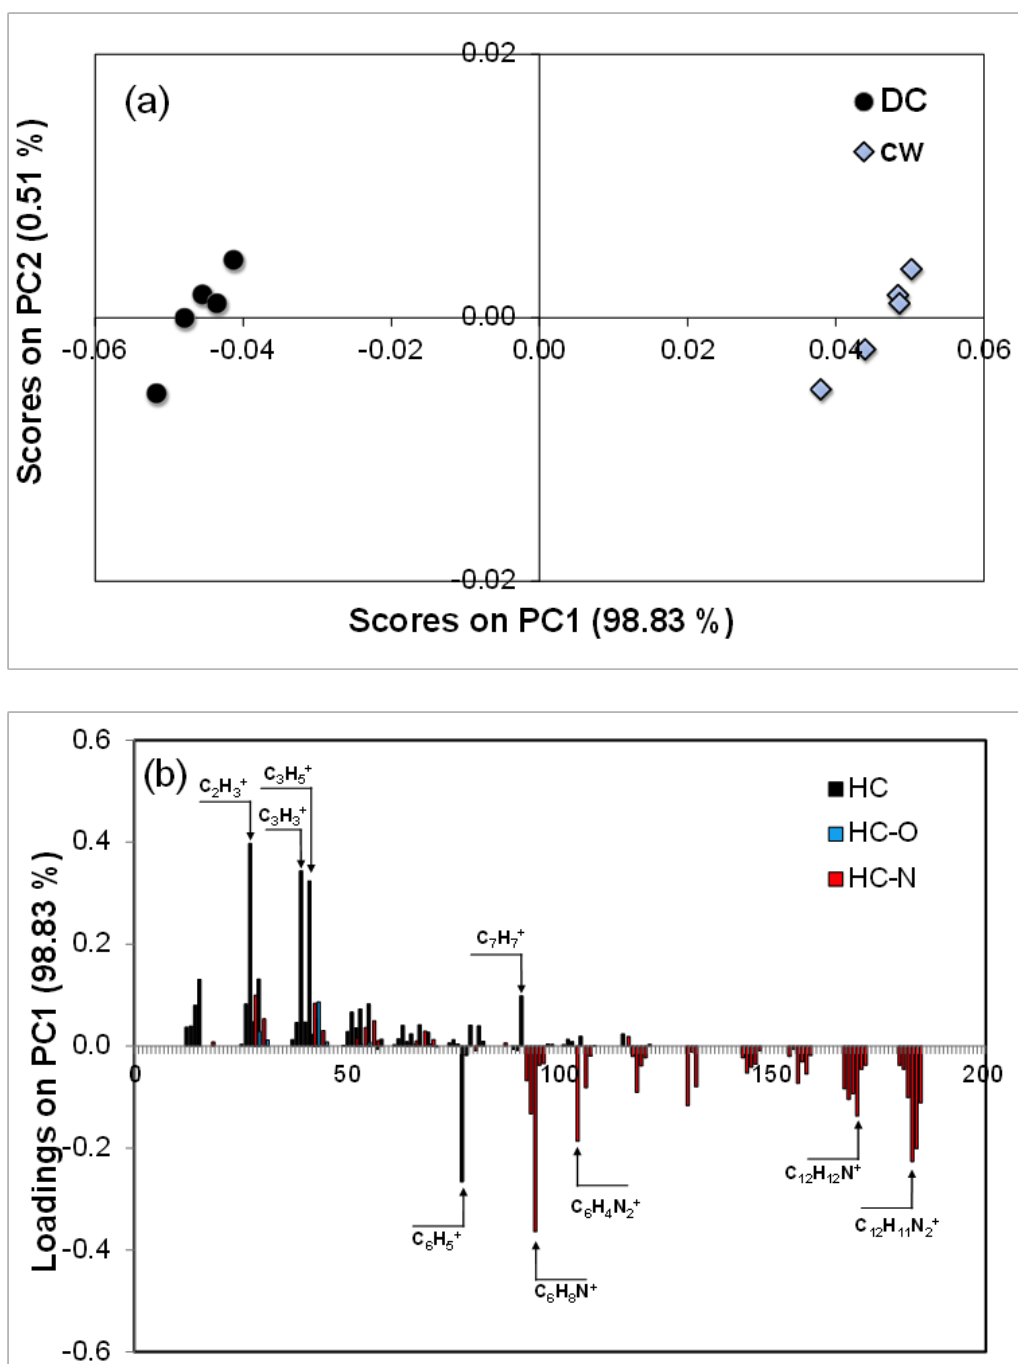 0.02
(a)
DC
cw
0.00
-0.06
-0.04
-0.02
0.00
0.02
0.04
0.06
-0.02
Scores on PC2 (0.51 %)
Scores on PC1 (98.83 %)
0.6
(b)
C₃H₅⁺
C₂H₃⁺
HC
C₃H₃⁺
0.4
HC-O
HC-N
0.2
C₇H₇⁺
0.0
0
50
100
150
200
-0.2
C₁₂H₁₂N⁺
C₆H₄N₂⁺
C₁₂H₁₁N₂⁺
C₆H₅⁺
-0.4
C₆H₈N⁺
-0.6
Loadings on PC1 (98.83 %)